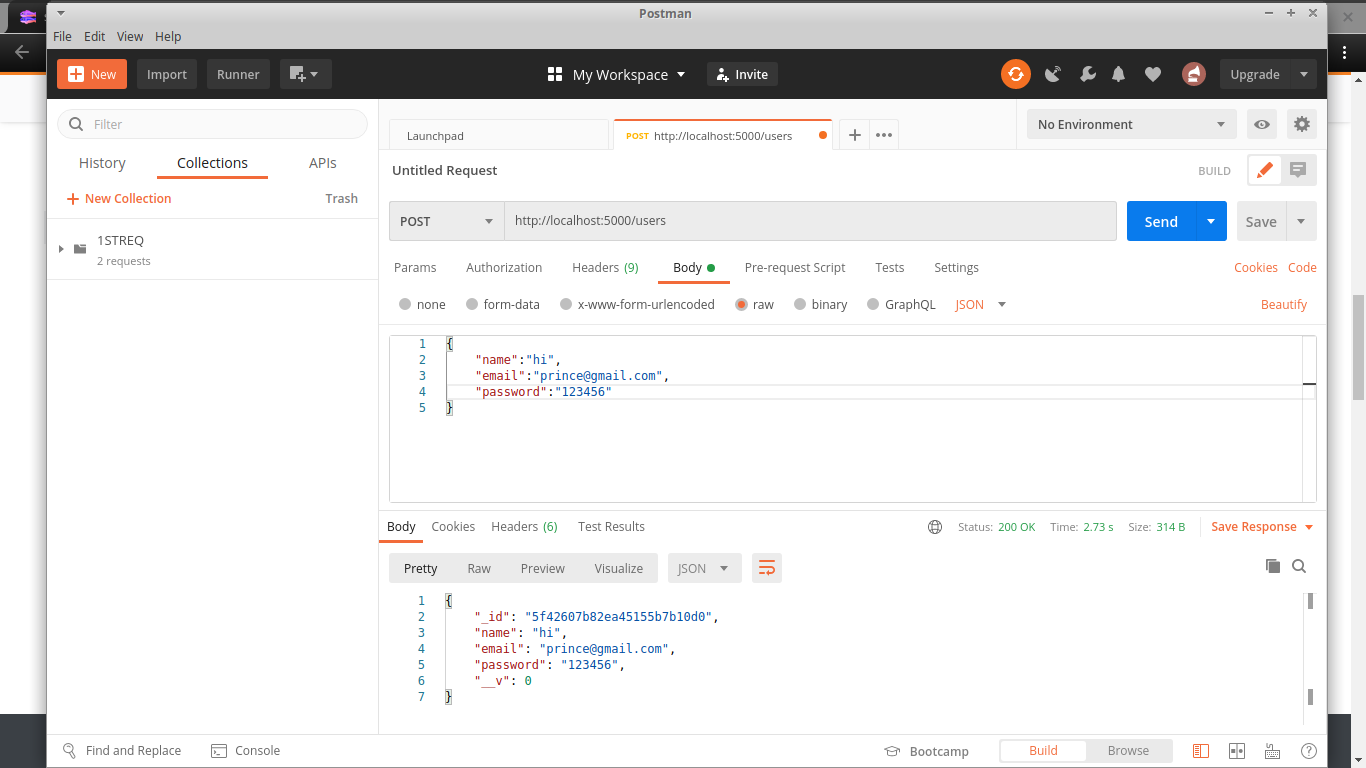 Postman
File Edit View Help
New Import Runner My Workspace Invite Upgrade
Filter
History Collections APIs
New Collection Trash
1STREQ
2 requests
Launchpad POST http://localhost:5000/users No Environment
Untitled Request BUILD
POST http://localhost:5000/users Send Save
Params Authorization Headers (9) Body Pre-request Script Tests Settings Cookies Code
none form-data x-www-form-urlencoded raw binary GraphQL JSON Beautify
1 {
2 "name":"hi",
3 "email":"prince@gmail.com",
4 "password":"123456"
5 }
Body Cookies Headers (6) Test Results Status: 200 OK Time: 2.73 s Size: 314 B Save Response
Pretty Raw Preview Visualize JSON
1 {
2 "_id": "5f42607b82ea45155b7b10d0",
3 "name": "hi",
4 "email": "prince@gmail.com",
5 "password": "123456",
6 "__v": 0
7 }
Find and Replace Console Bootcamp Build Browse